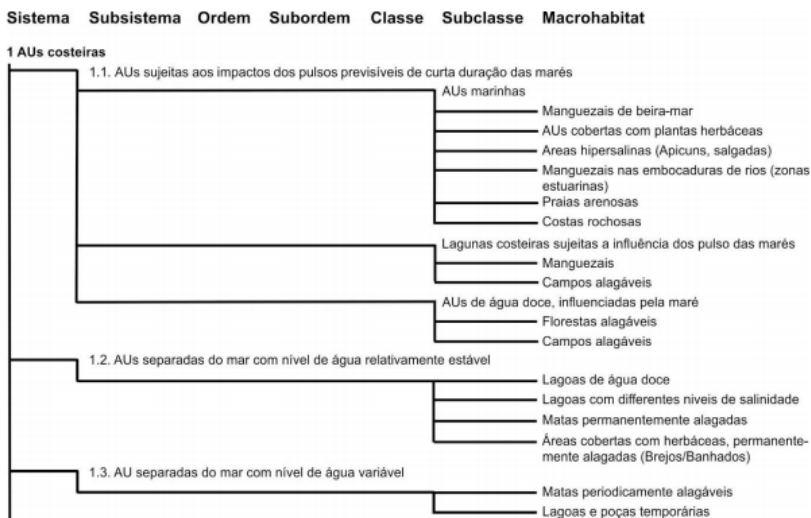 Sistema Subsistema Ordem Subordem Classe Subclasse Macrohabitat
1 AUs costeiras
1.1. AUs sujeitas aos impactos dos pulsos previsíveis de curta duração das marés
AUs marinhas
Manguezais de beira-mar
AUs cobertas com plantas herbáceas
Areas hipersalinas (Apicuns, salgadas)
Manguezais nas embocaduras de rios (zonas
estuarinas)
Praias arenosas
Costas rochosas
Lagunas costeiras sujeitas a influência dos pulso das marés
Manguezais
Campos alagáveis
AUs de água doce, influenciadas pela maré
Florestas alagáveis
Campos alagáveis
1.2. AUs separadas do mar com nível de água relativamente estável
Lagoas de água doce
Lagoas com differentes niveis de salinidade
Matas permanentemente alagadas
Áreas cobertas com herbáceas, permanente-
mente alagadas (Brejos/Banhados)
1.3. AU separadas do mar com nível de água variável
Matas periodicamente alagáveis
Lagoas e poças temporárias